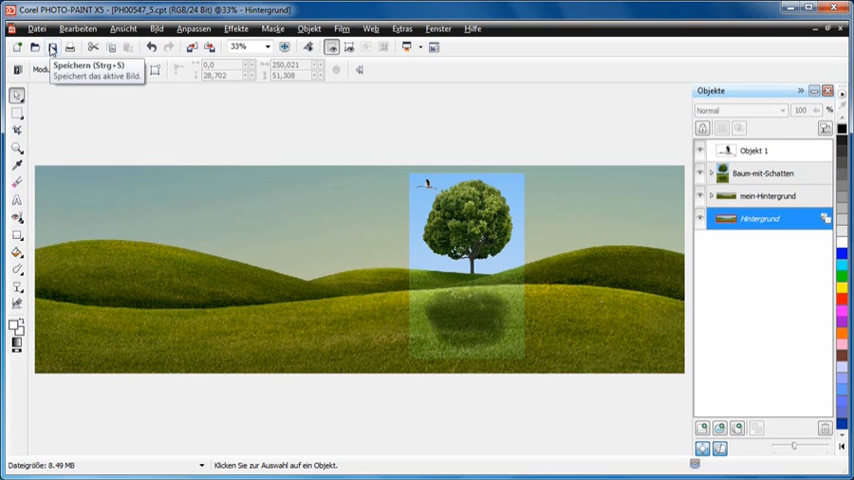 Corel PHOTO-PAINT X5 - [PH00547_5.cpt (RGB/24 Bit) @33% - Hintergrund]
Datei Bearbeiten Ansicht Bild Anpassen Effekte Maske Objekt Film Web Extras Fenster Hilfe
33%
Modu
0,0
28,702
250,021
51,308
Speichern (Strg+S)
Speichert das aktive Bild.
Objekte
Normal 100 %
Objekt 1
Baum-mit-Schatten
mein-Hintergrund
Hintergrund
Dateigröße: 8.49 MB Klicken Sie zur Auswahl auf ein Objekt.